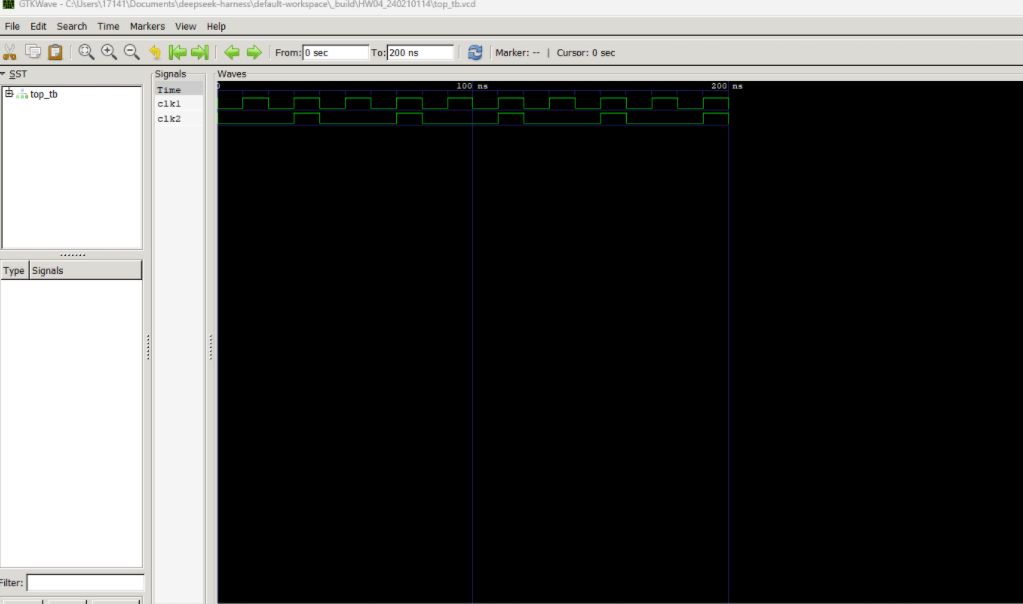 GTKWave - C:\Users\17141\Documents\deepseek-harness\default-workspace\_build\HW04_240210114\top_tb.vcd
File Edit Search Time Markers View Help
From: 0 sec To: 200 ns Marker: -- | Cursor: 0 sec
SST
top_tb
Type Signals
Filter:
Signals
Time
clk1
clk2
Waves
0 100 ns 200 ns